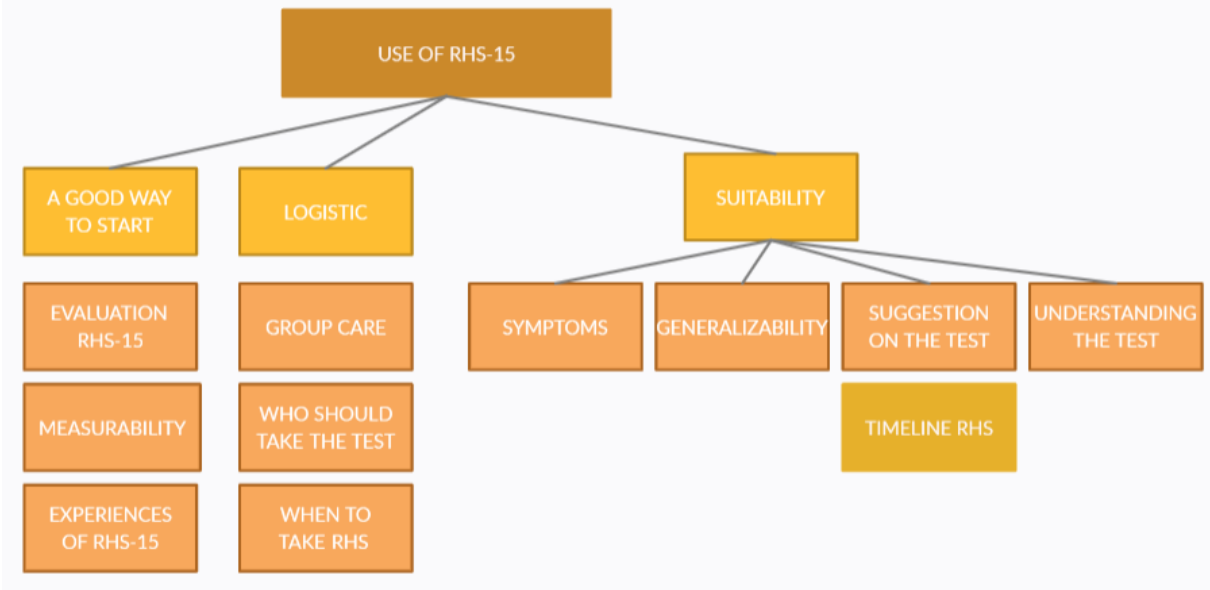 USE OF RHS-15
A GOOD WAY
TO START
LOGISTIC
SUITABILITY
EVALUATION
RHS-15
GROUP CARE
SYMPTOMS
GENERALIZABILITY
SUGGESTION
ON THE TEST
UNDERSTANDING
THE TEST
MEASURABILITY
WHO SHOULD
TAKE THE TEST
TIMELINE RHS
EXPERIENCES
OF RHS-15
WHEN TO
TAKE RHS